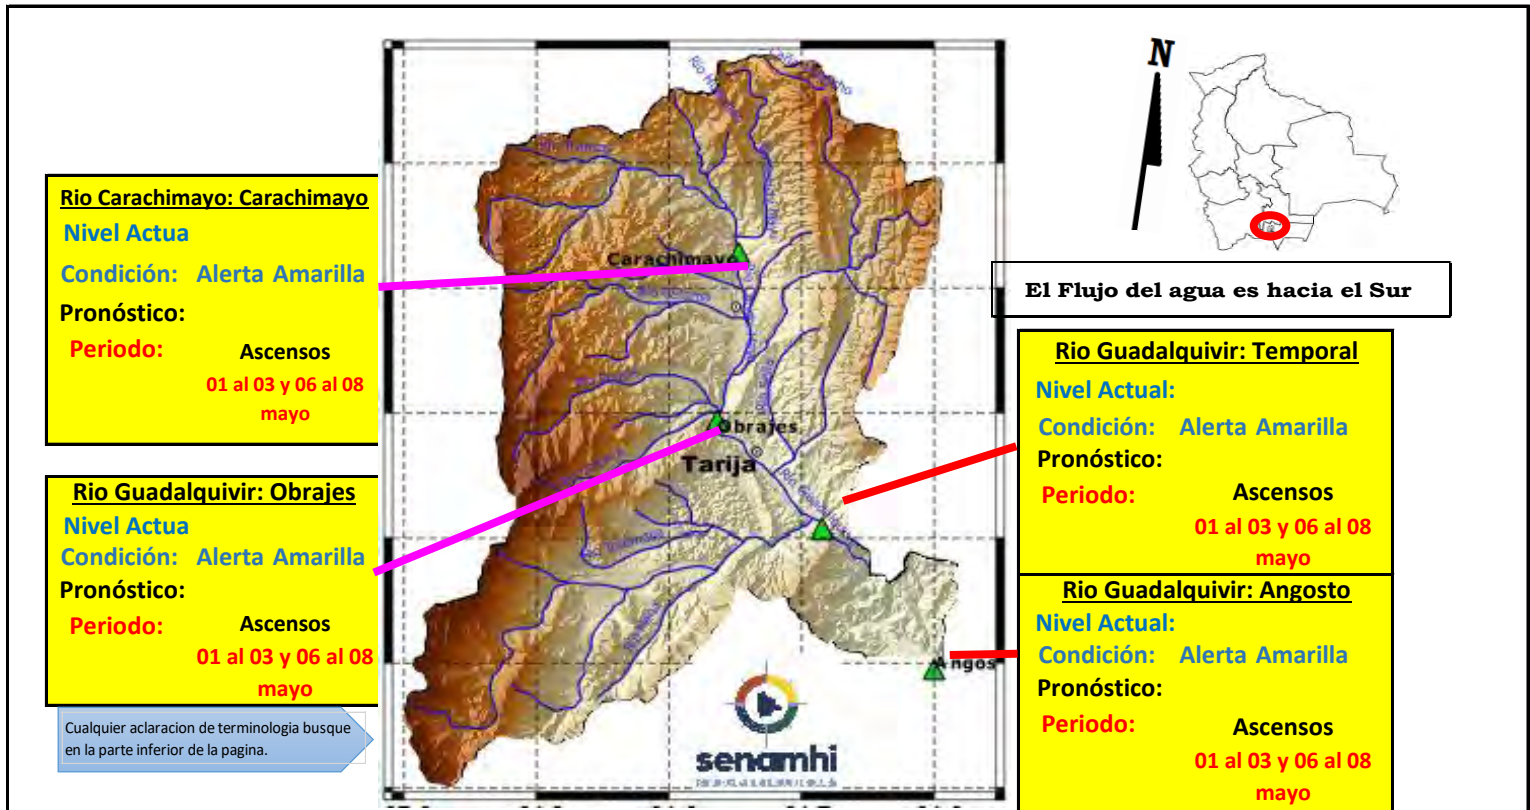 N
Rio Carachimayo: Carachimayo
Nivel Actua
Condición: Alerta Amarilla
Pronóstico:
Periodo: Ascensos
01 al 03 y 06 al 08
mayo
Rio Guadalquivir: Obrajes
Nivel Actua
Condición: Alerta Amarilla
Pronóstico:
Periodo: Ascensos
01 al 03 y 06 al 08
mayo
Cualquier aclaracion de terminologia busque
en la parte inferior de la pagina.
Carachimayo
Obrajes
Tarija
Angos
senamhi
El Flujo del agua es hacia el Sur
Rio Guadalquivir: Temporal
Nivel Actual:
Condición: Alerta Amarilla
Pronóstico:
Periodo: Ascensos
01 al 03 y 06 al 08
mayo
Rio Guadalquivir: Angosto
Nivel Actual:
Condición: Alerta Amarilla
Pronóstico:
Periodo: Ascensos
01 al 03 y 06 al 08
mayo